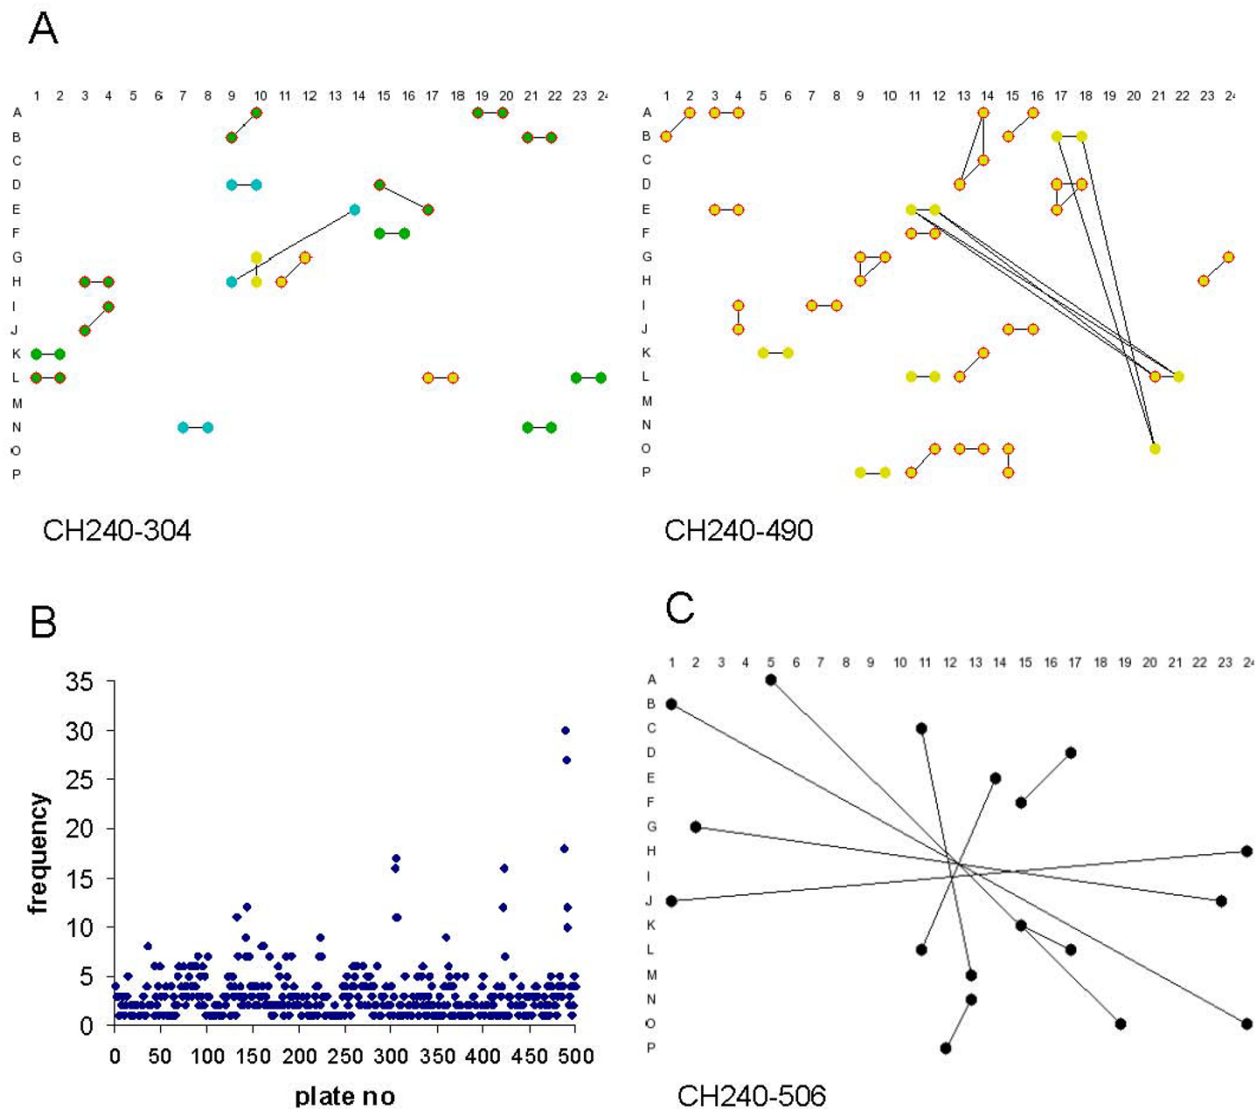 A
1 2 3 4 5 6 7 8 9 10 11 12 13 14 15 16 17 18 19 20 21 22 23 24
A
B
C
D
E
F
G
H
I
J
K
L
M
N
O
P
CH240-304
1 2 3 4 5 6 7 8 9 10 11 12 13 14 15 16 17 18 19 20 21 22 23 24
A
B
C
D
E
F
G
H
I
J
K
L
M
N
O
P
CH240-490
B
35
30
25
20
15
10
5
0
frequency
0 50 100 150 200 250 300 350 400 450 500
plate no
C
1 2 3 4 5 6 7 8 9 10 11 12 13 14 15 16 17 18 19 20 21 22 23 24
A
B
C
D
E
F
G
H
I
J
K
L
M
N
O
P
CH240-506